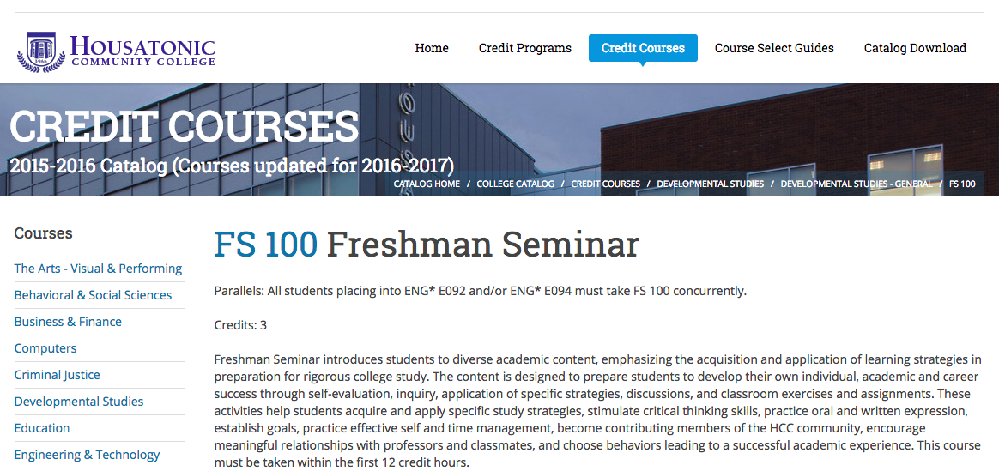 HOUSATONIC
COMMUNITY COLLEGE
1966
Home Credit Programs Credit Courses Course Select Guides Catalog Download
CREDIT COURSES
2015-2016 Catalog (Courses updated for 2016-2017)
CATALOG HOME / COLLEGE CATALOG / CREDIT COURSES / DEVELOPMENTAL STUDIES / DEVELOPMENTAL STUDIES - GENERAL / FS 100
Courses
The Arts - Visual & Performing
Behavioral & Social Sciences
Business & Finance
Computers
Criminal Justice
Developmental Studies
Education
Engineering & Technology
FS 100 Freshman Seminar
Parallels: All students placing into ENG* E092 and/or ENG* E094 must take FS 100 concurrently.
Credits: 3
Freshman Seminar introduces students to diverse academic content, emphasizing the acquisition and application of learning strategies in
preparation for rigorous college study. The content is designed to prepare students to develop their own individual, academic and career
success through self-evaluation, inquiry, application of specific strategies, discussions, and classroom exercises and assignments. These
activities help students acquire and apply specific study strategies, stimulate critical thinking skills, practice oral and written expression,
establish goals, practice effective self and time management, become contributing members of the HCC community, encourage
meaningful relationships with professors and classmates, and choose behaviors leading to a successful academic experience. This course
must be taken within the first 12 credit hours.